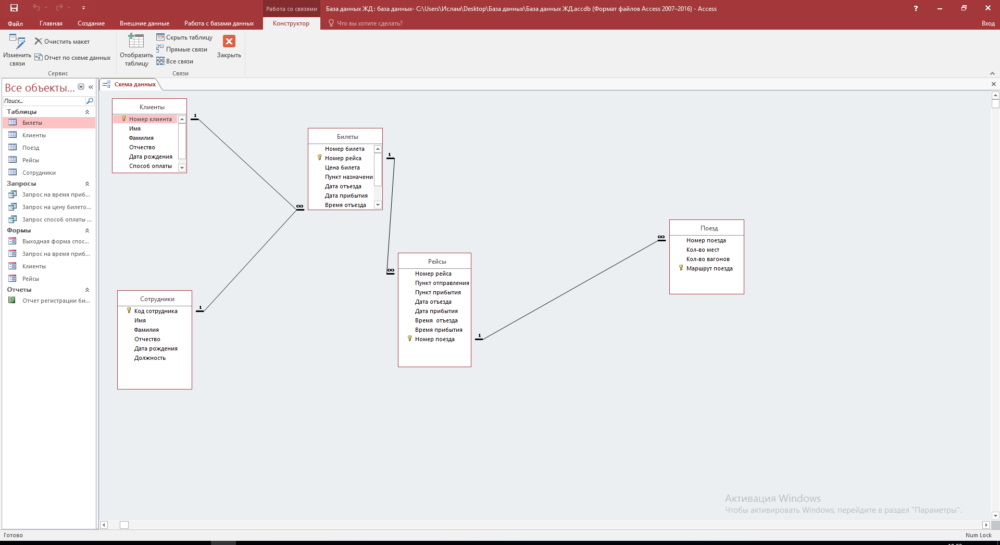 Работа со связями
База данных ЖД : база данных- C:\Users\Ислам\Desktop\База данных\База данных ЖД.accdb (Формат файлов Access 2007–2016) - Access
?
Файл
Главная
Создание
Внешние данные
Работа с базами данных
Конструктор
Что вы хотите сделать?
Вход
Изменить
связи
Очистить макет
Отчет по схеме данных
Сервис
Отобразить
таблицу
Скрыть таблицу
Прямые связи
Все связи
Связи
Закрыть
Все объекты...
Поиск...
Таблицы
Билеты
Клиенты
Поезд
Рейсы
Сотрудники
Запросы
Запрос на время приб...
Запрос на цену билето...
Запрос способ оплаты ...
Формы
Выходная форма спос...
Запрос на время приб...
Клиенты
Рейсы
Отчеты
Отчет регистрации би...
Схема данных
Клиенты
Номер клиента
Имя
Фамилия
Отчество
Дата рождения
Способ оплаты
1
∞
Билеты
Номер билета
Номер рейса
Цена билета
Пункт назначени
Дата отъезда
Дата прибытия
Время отъезда
1
∞
Сотрудники
Код сотрудника
Имя
Фамилия
Отчество
Дата рождения
Должность
1
Рейсы
Номер рейса
Пункт отправления
Пункт прибытия
Дата отъезда
Дата прибытия
Время  отъезда
Время прибытия
Номер поезда
1
∞
Поезд
Номер поезда
Кол-во мест
Кол-во вагонов
Маршрут поезда
Активация Windows
Чтобы активировать Windows, перейдите в раздел "Параметры".
Готово
Num Lock